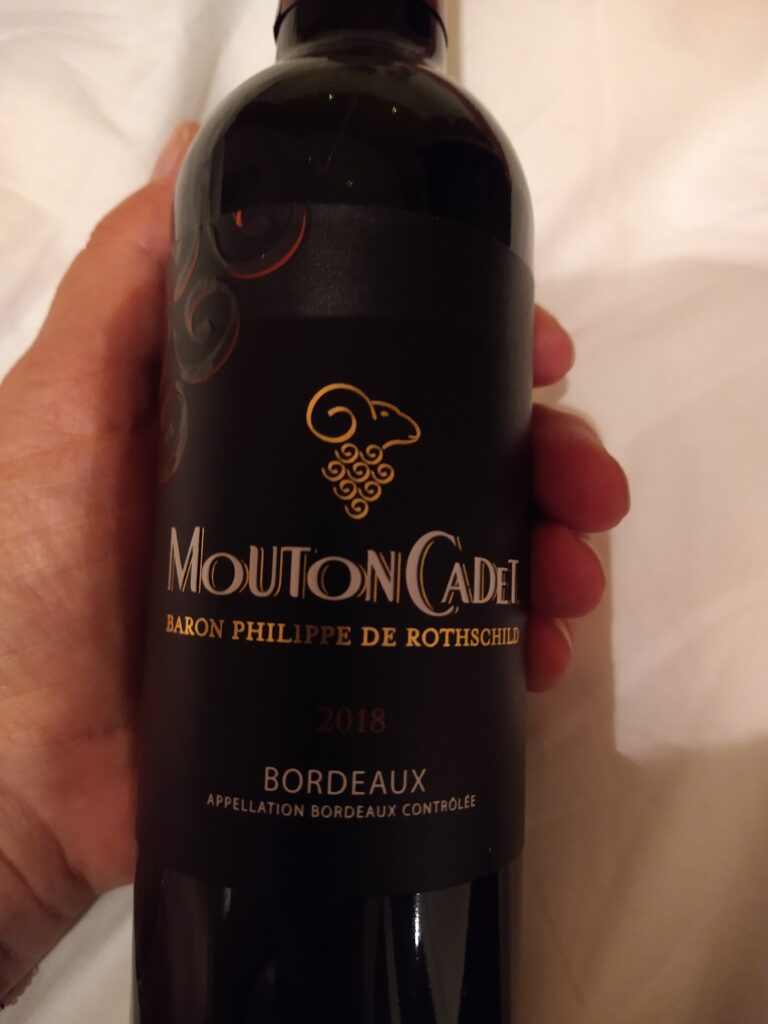 MOUTON CADET
BARON PHILIPPE DE ROTHSCHILD
2018
BORDEAUX
APPELLATION BORDEAUX CONTRÔLÉE